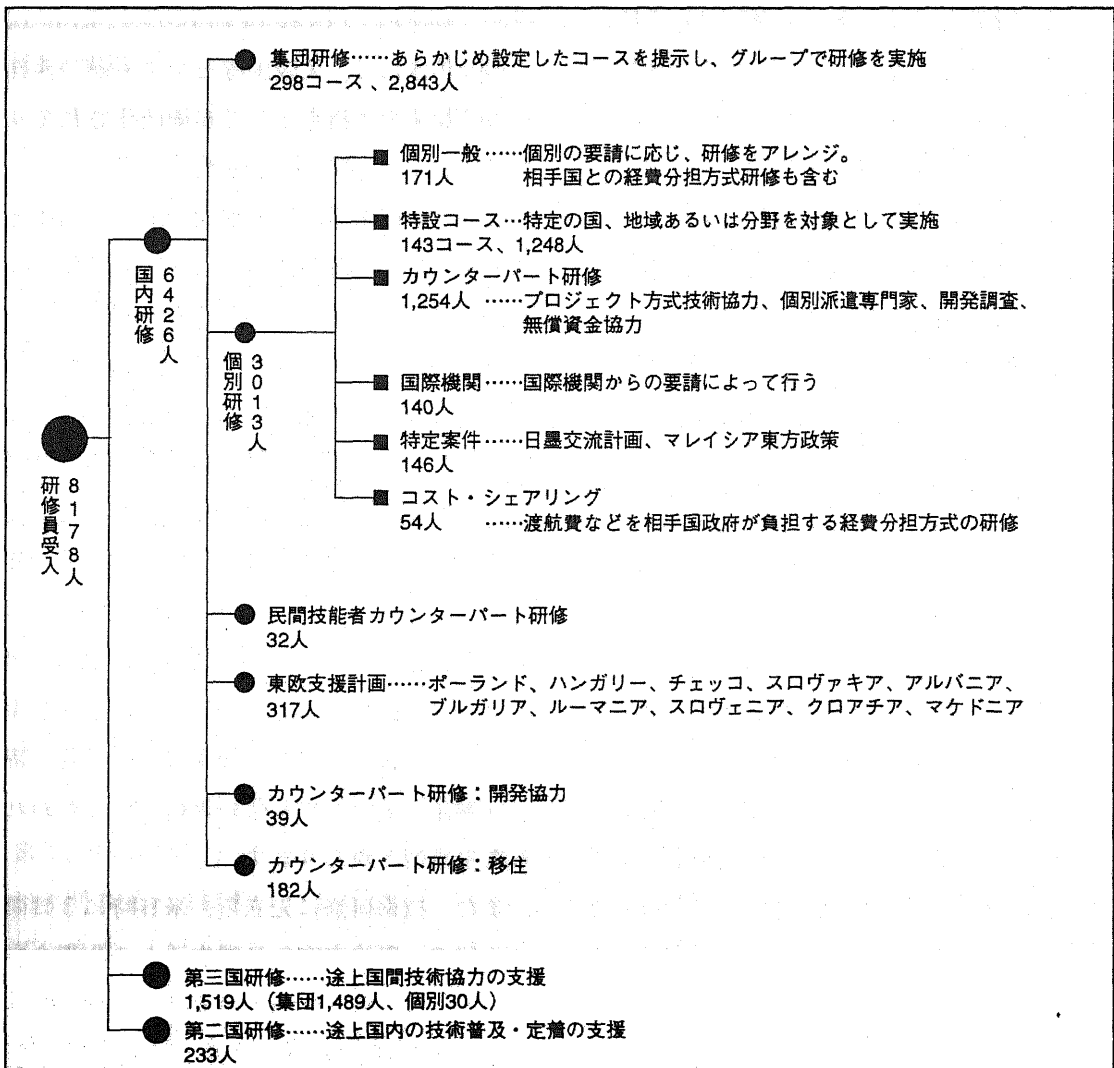 集団研修……あらかじめ設定したコースを提示し、グループで研修を実施
298コース 、2,843人
個別一般……個別の要請に応じ、研修をアレンジ。
171人 相手国との経費分担方式研修も含む
特設コース…特定の国、地域あるいは分野を対象として実施
143コース、1,248人
国内研修
6426人
カウンターパート研修
1,254人 ……プロジェクト方式技術協力、個別派遣専門家、開発調査、
無償資金協力
個別研修
3013人
国際機関……国際機関からの要請によって行う
140人
特定案件……日墨交流計画、マレイシア東方政策
146人
研修員受入
8178人
コスト・シェアリング
54人 ……渡航費などを相手国政府が負担する経費分担方式の研修
民間技能者カウンターパート研修
32人
東欧支援計画……ポーランド、ハンガリー、チェッコ、スロヴァキア、アルバニア、
317人 ブルガリア、ルーマニア、スロヴェニア、クロアチア、マケドニア
カウンターパート研修：開発協力
39人
カウンターパート研修：移住
182人
第三国研修……途上国間技術協力の支援
1,519人（集団1,489人、個別30人）
第二国研修……途上国内の技術普及・定着の支援
233人